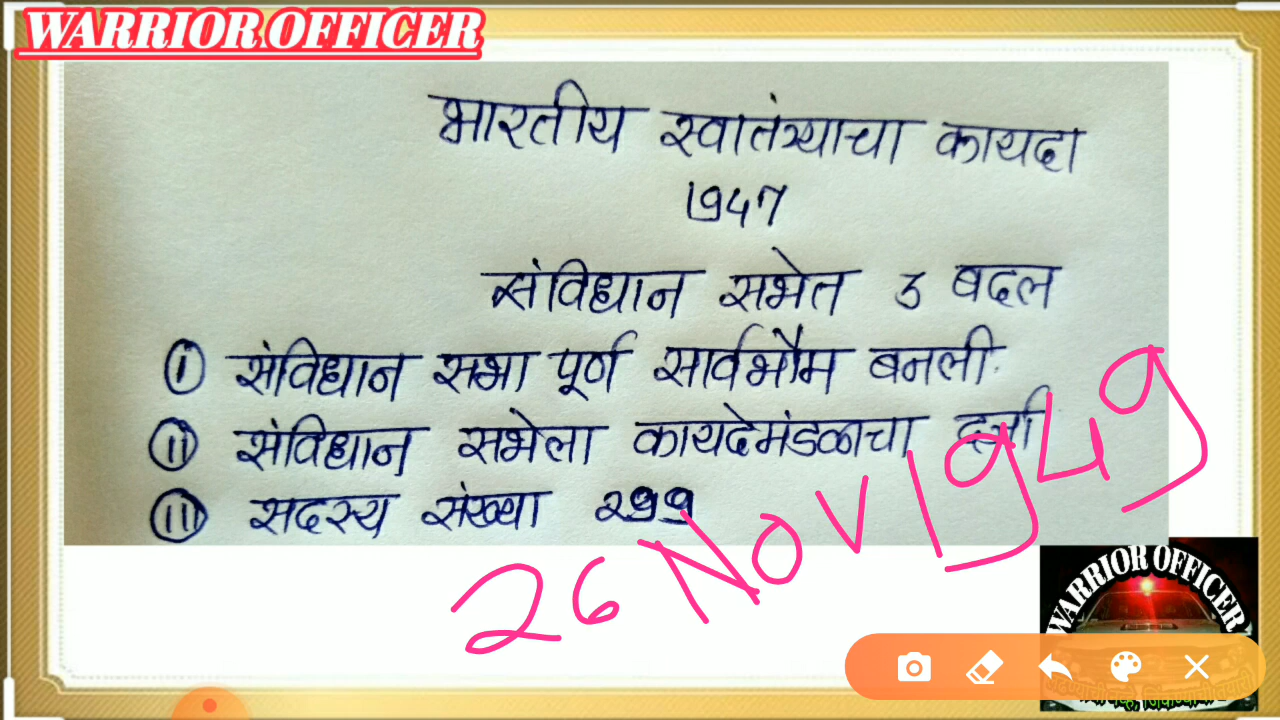 WARRIOR OFFICER
भारतीय स्वातंत्र्याचा कायदा
1947
संविधान सभेत 3 बदल
i संविधान सभा पूर्ण सार्वभौम बनली.
ii संविधान सभेला कायदेमंडळाचा दर्जा
iii सदस्य संख्या २९९
26 Nov 1949
WARRIOR OFFICER